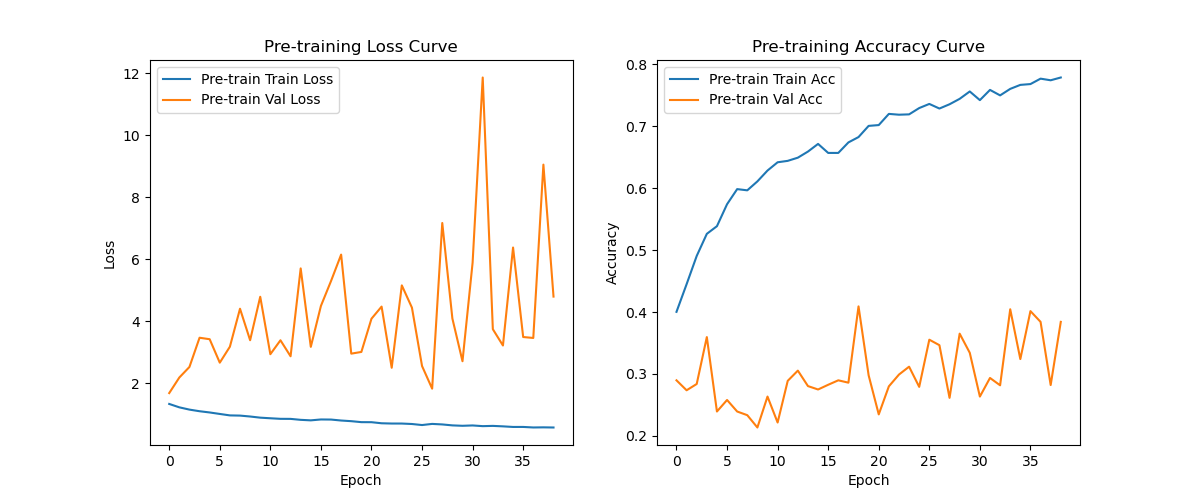 Pre-training Loss Curve
Pre-train Train Loss
Pre-train Val Loss
12
10
8
6
4
2
Loss
0 5 10 15 20 25 30 35
Epoch
Pre-training Accuracy Curve
Pre-train Train Acc
Pre-train Val Acc
0.8
0.7
0.6
0.5
0.4
0.3
0.2
Accuracy
0 5 10 15 20 25 30 35
Epoch